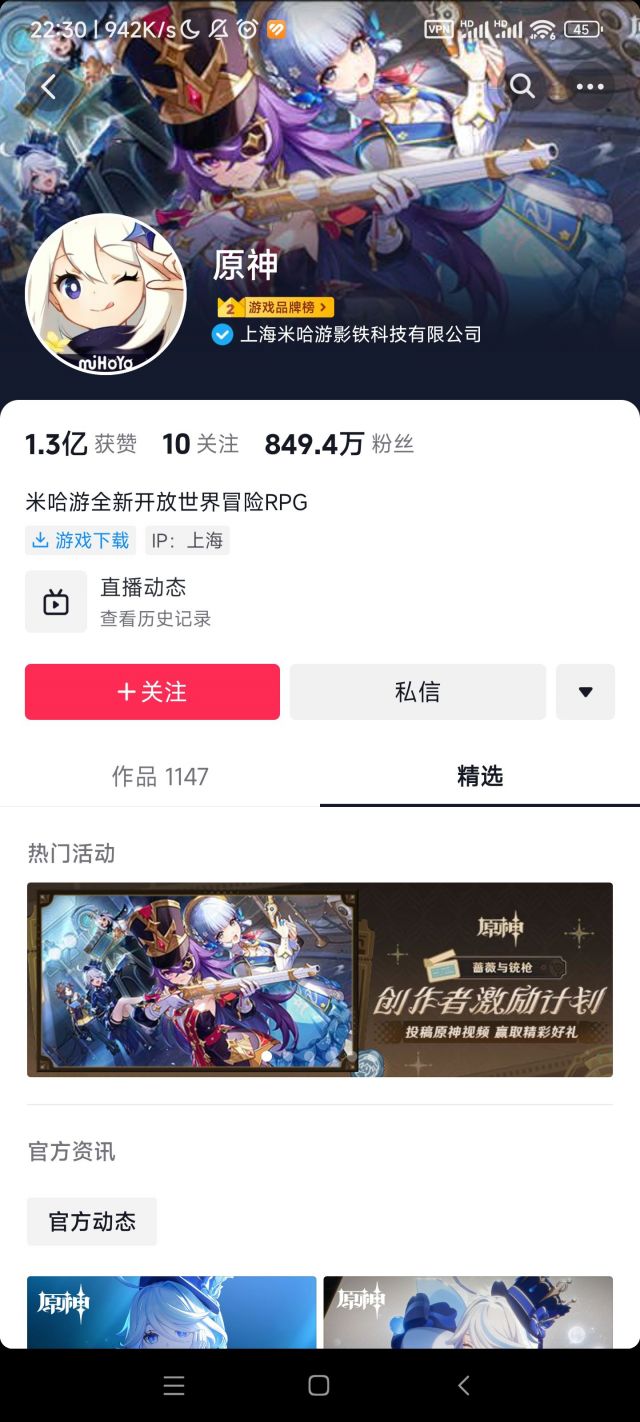 22:30 | 942K/s
VPN HD HD 6 45
原神
2 游戏品牌榜
上海米哈游影铁科技有限公司
miHoYo
1.3亿 获赞 10 关注 849.4万 粉丝
米哈游全新开放世界冒险RPG
游戏下载 IP：上海
直播动态
查看历史记录
+关注 私信
作品 1147 精选
热门活动
原神
蔷薇与铳枪
创作者激励计划
投稿原神视频 赢取精彩好礼
官方资讯
官方动态
原神 原神